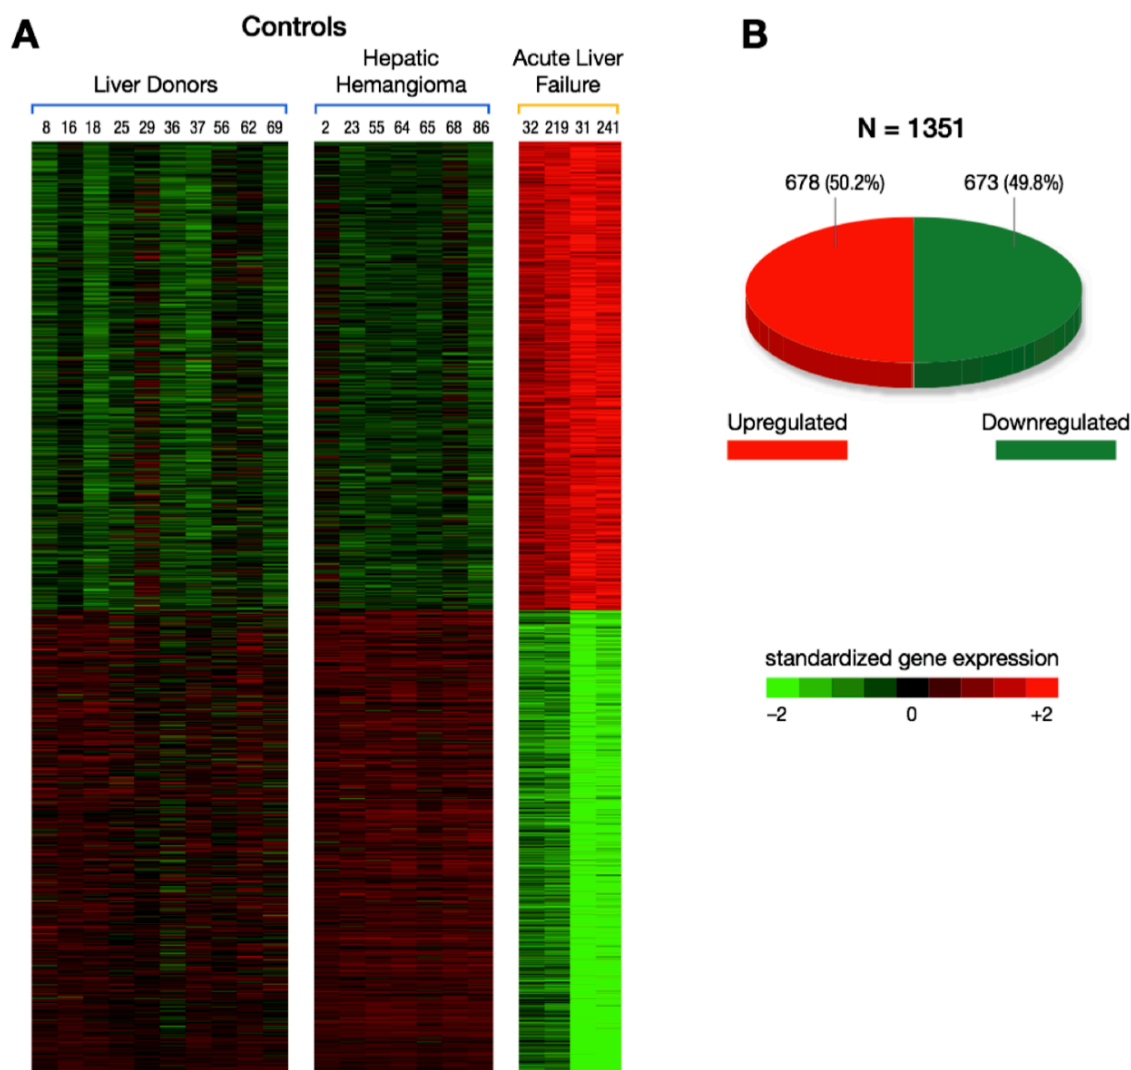 A
Controls
Liver Donors
Hepatic
Hemangioma
Acute Liver
Failure
8 16 18 25 29 36 37 56 62 69
2 23 55 64 65 68 86
32 219 31 241
B
N = 1351
678 (50.2%)
673 (49.8%)
Upregulated
Downregulated
standardized gene expression
–2 0 +2